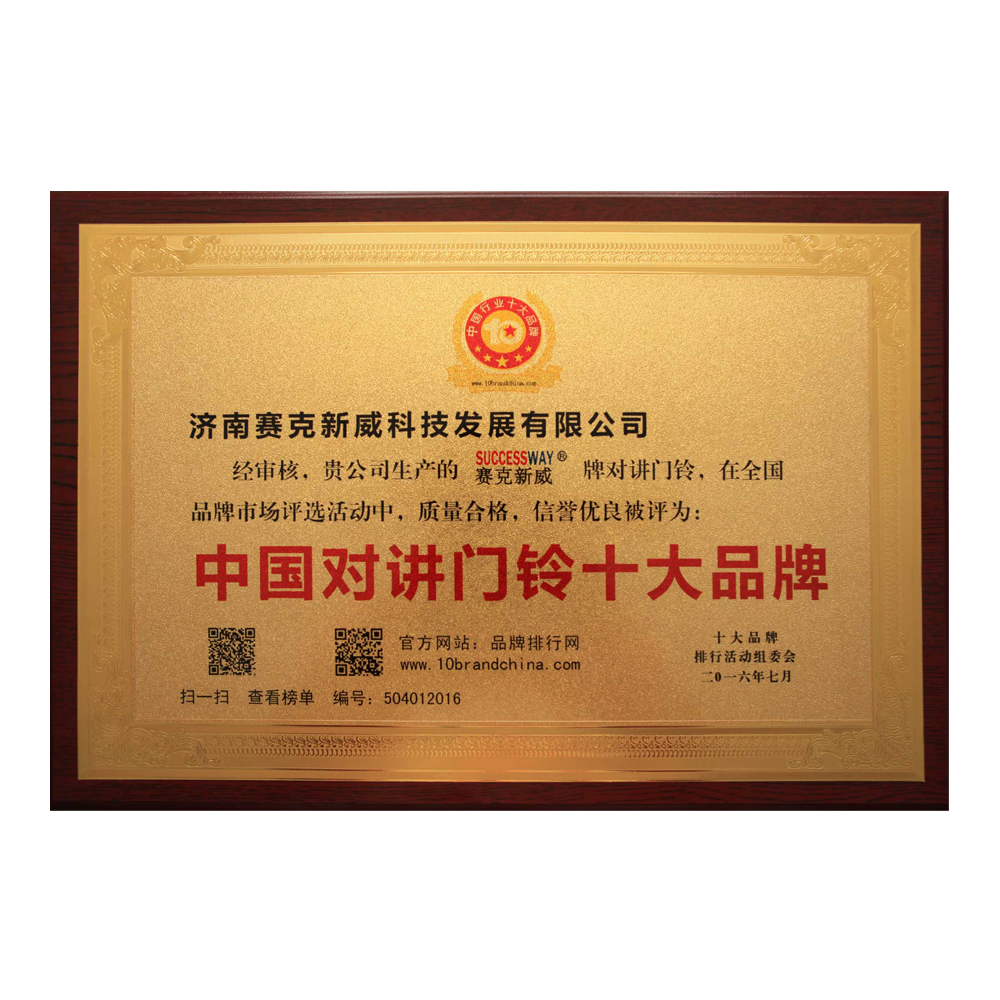 中国行业十大品牌
10
www.10brandchina.com
济南赛克新威科技发展有限公司
经审核，贵公司生产的 SUCCESSWAY® 赛克新威 牌对讲门铃，在全国
品牌市场评选活动中，质量合格，信誉优良被评为：
中国对讲门铃十大品牌
官方网站：品牌排行网
www.10brandchina.com
扫一扫 查看榜单 编号：504012016
十大品牌
排行活动组委会
二0一六年七月